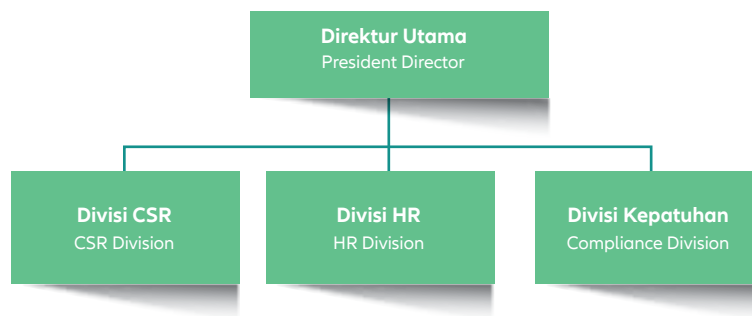 Direktur Utama
President Director
Divisi CSR
CSR Division
Divisi HR
HR Division
Divisi Kepatuhan
Compliance Division